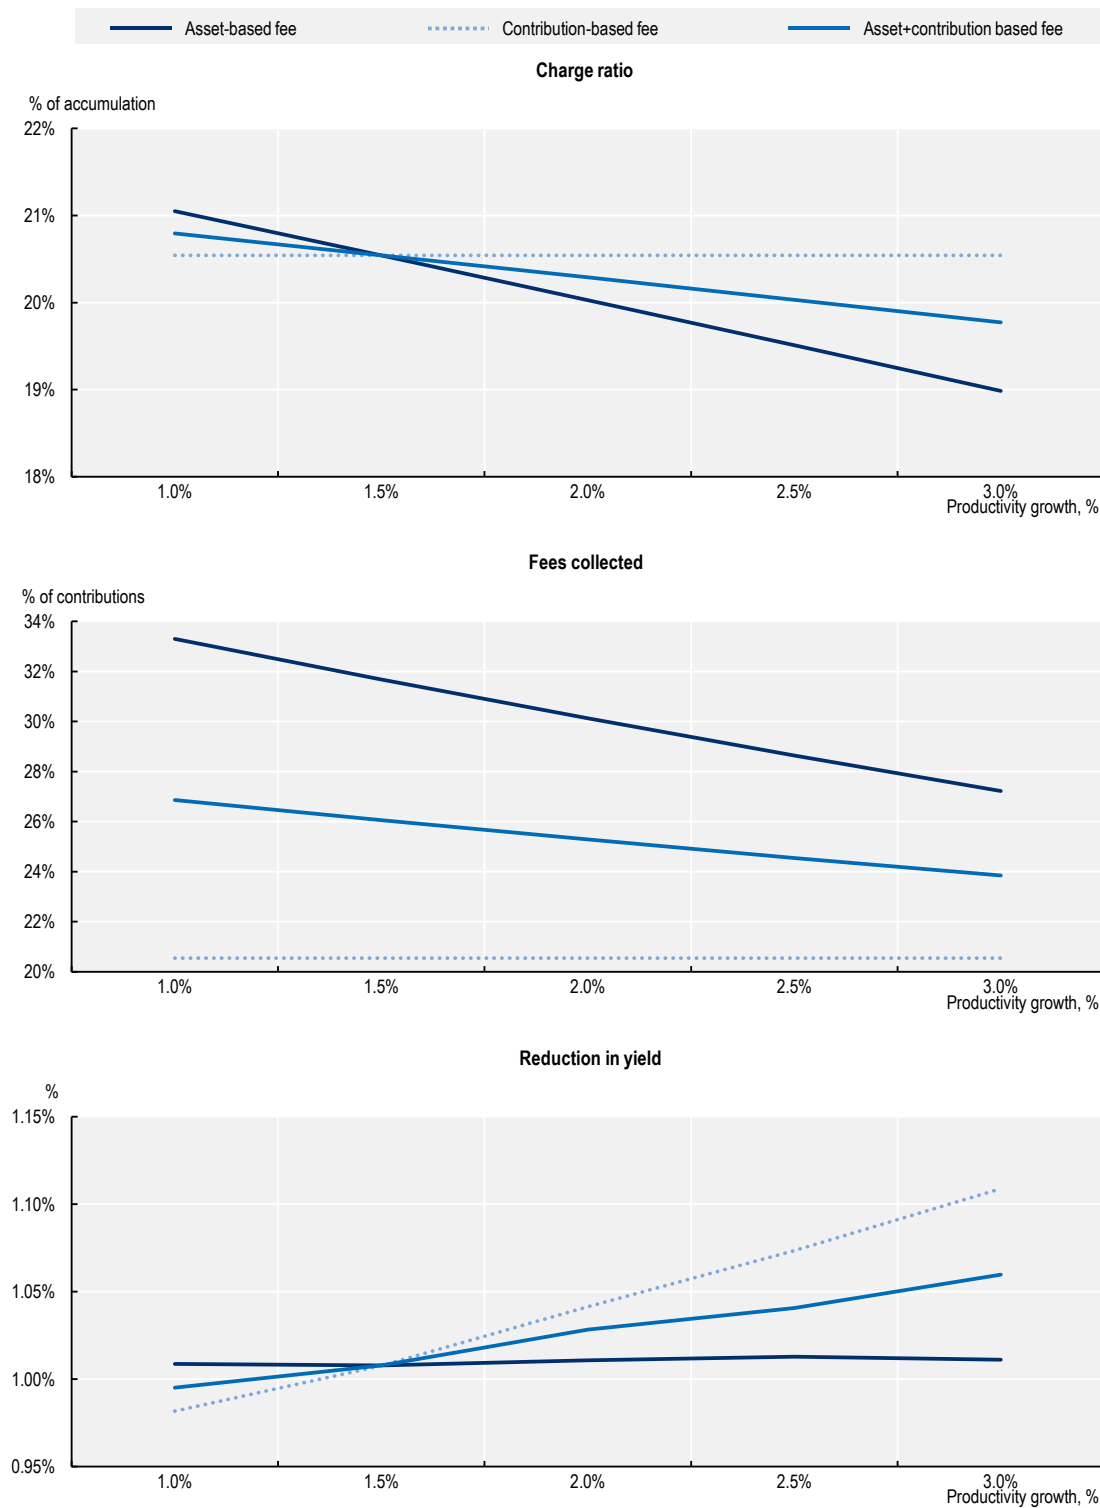 Asset-based fee Contribution-based fee Asset+contribution based fee
Charge ratio
% of accumulation
22%
21%
20%
19%
18%
1.0% 1.5% 2.0% 2.5% 3.0%
Productivity growth, %
Fees collected
% of contributions
34%
32%
30%
28%
26%
24%
22%
20%
1.0% 1.5% 2.0% 2.5% 3.0%
Productivity growth, %
Reduction in yield
%
1.15%
1.10%
1.05%
1.00%
0.95%
1.0% 1.5% 2.0% 2.5% 3.0%
Productivity growth, %